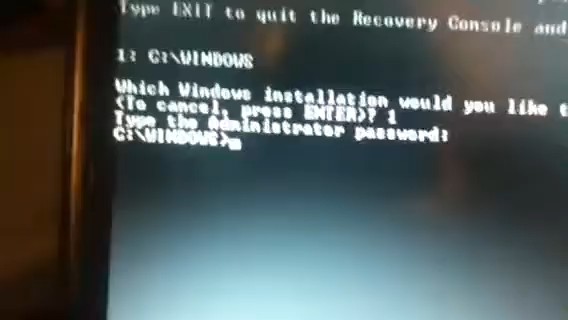 Type EXIT to quit the Recovery Console and
1: C:\WINDOWS
Which Windows installation would you like t
(To cancel, press ENTER)? 1
Type the Administrator password:
C:\WINDOWS>